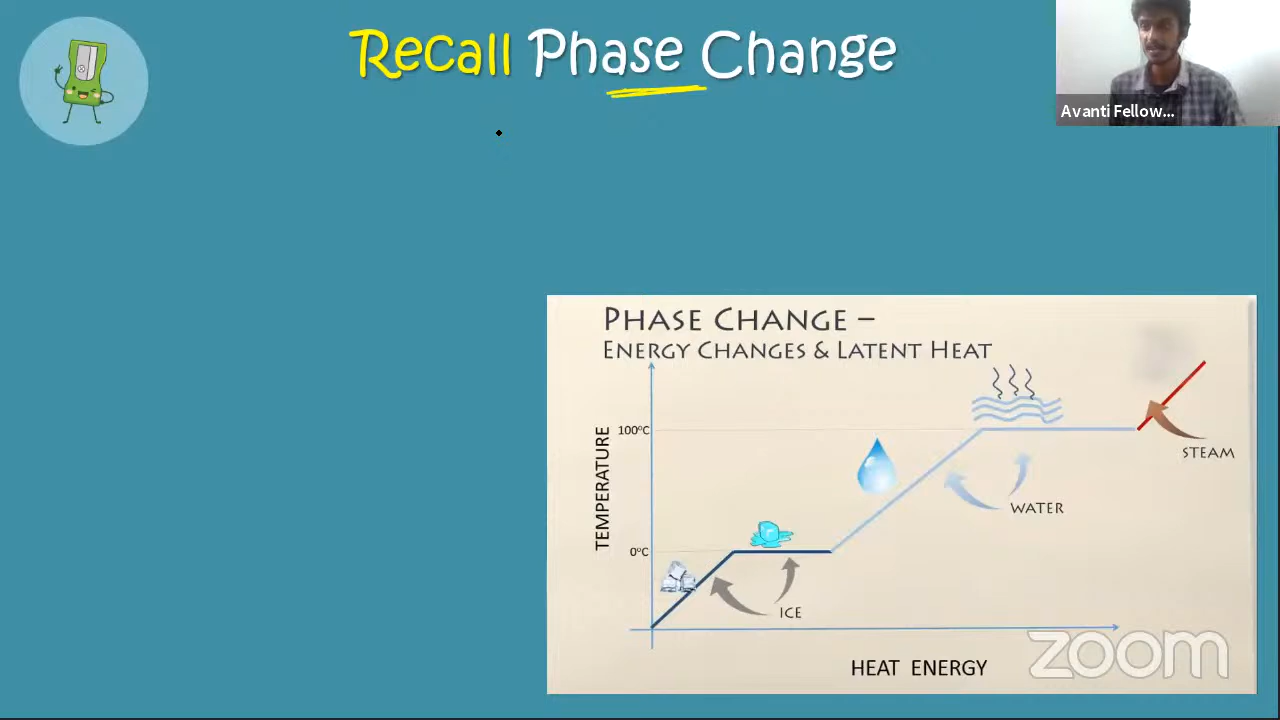 Recall Phase Change
Avanti Fellow...
PHASE CHANGE –
ENERGY CHANGES & LATENT HEAT
TEMPERATURE
100°C
0°C
STEAM
WATER
ICE
HEAT ENERGY
zoom